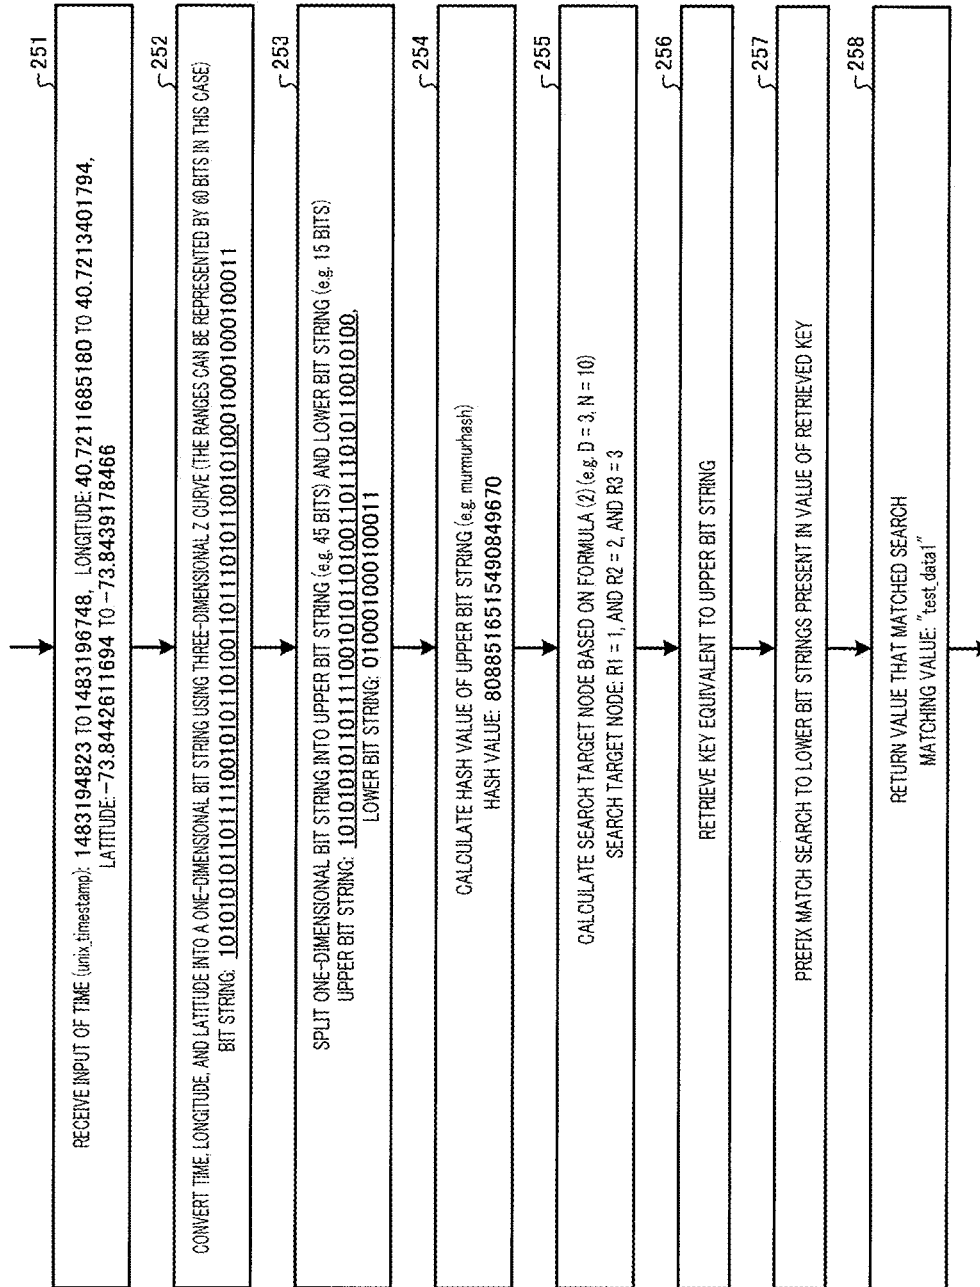 251
RECEIVE INPUT OF TIME (unix_timestamp): 1483194823 TO 1483196748, LONGITUDE: 40.7211685180 TO 40.7213401794,
LATITUDE: -73.8442611694 TO -73.8439178466
252
CONVERT TIME, LONGITUDE, AND LATITUDE INTO A ONE-DIMENSIONAL BIT STRING USING THREE-DIMENSIONAL Z CURVE (THE RANGES CAN BE REPRESENTED BY 60 BITS IN THIS CASE)
BIT STRING:
253
SPLIT ONE-DIMENSIONAL BIT STRING INTO UPPER BIT STRING (e.g. 45 BITS) AND LOWER BIT STRING (e.g. 15 BITS)
UPPER BIT STRING:
LOWER BIT STRING: 010001000100011
254
CALCULATE HASH VALUE OF UPPER BIT STRING (e.g. murmurhash)
HASH VALUE: 8088516515490849670
255
CALCULATE SEARCH TARGET NODE BASED ON FORMULA (2) (e.g. D = 3, N = 10)
SEARCH TARGET NODE: R1 = 1, AND R2 = 2, AND R3 = 3
256
RETRIEVE KEY EQUIVALENT TO UPPER BIT STRING
257
PREFIX MATCH SEARCH TO LOWER BIT STRINGS PRESENT IN VALUE OF RETRIEVED KEY
258
RETURN VALUE THAT MATCHED SEARCH
MATCHING VALUE: "test_data1"